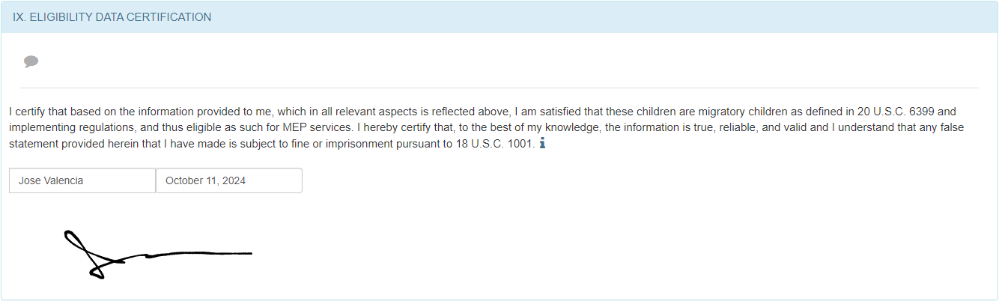 IX. ELIGIBILITY DATA CERTIFICATION
I certify that based on the information provided to me, which in all relevant aspects is reflected above, I am satisfied that these children are migratory children as defined in 20 U.S.C. 6399 and
implementing regulations, and thus eligible as such for MEP services. I hereby certify that, to the best of my knowledge, the information is true, reliable, and valid and I understand that any false
statement provided herein that I have made is subject to fine or imprisonment pursuant to 18 U.S.C. 1001. i
Jose Valencia
October 11, 2024